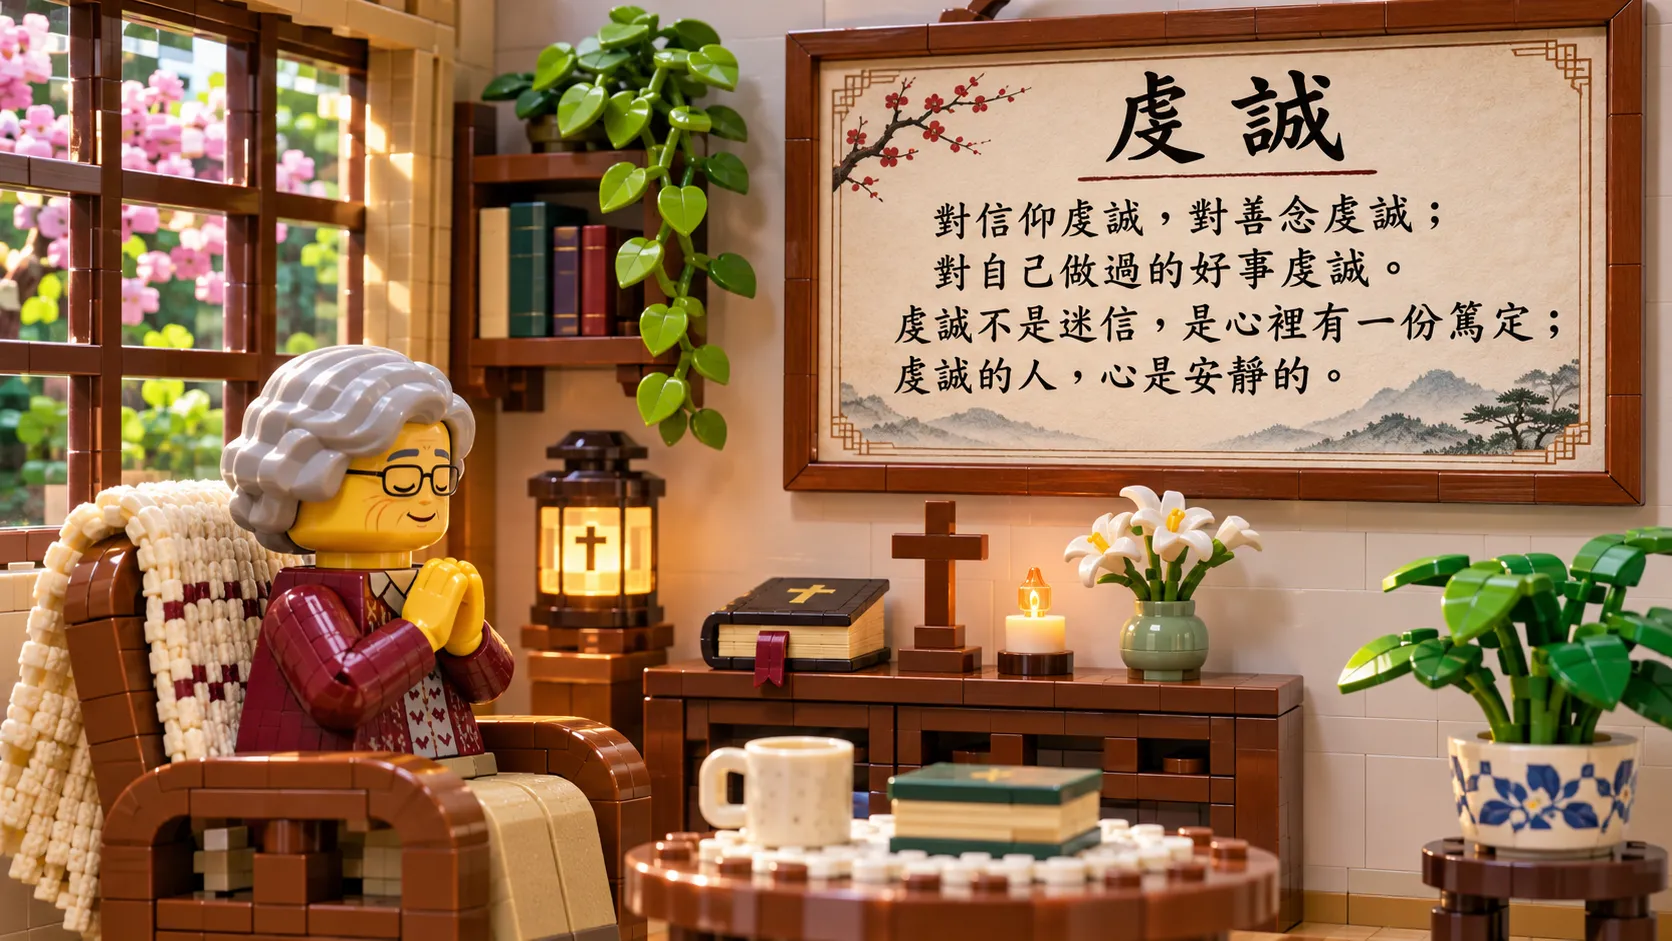 虔誠
對信仰虔誠，對善念虔誠；
對自己做過的好事虔誠。
虔誠不是迷信，是心裡有一份篤定；
虔誠的人，心是安靜的。